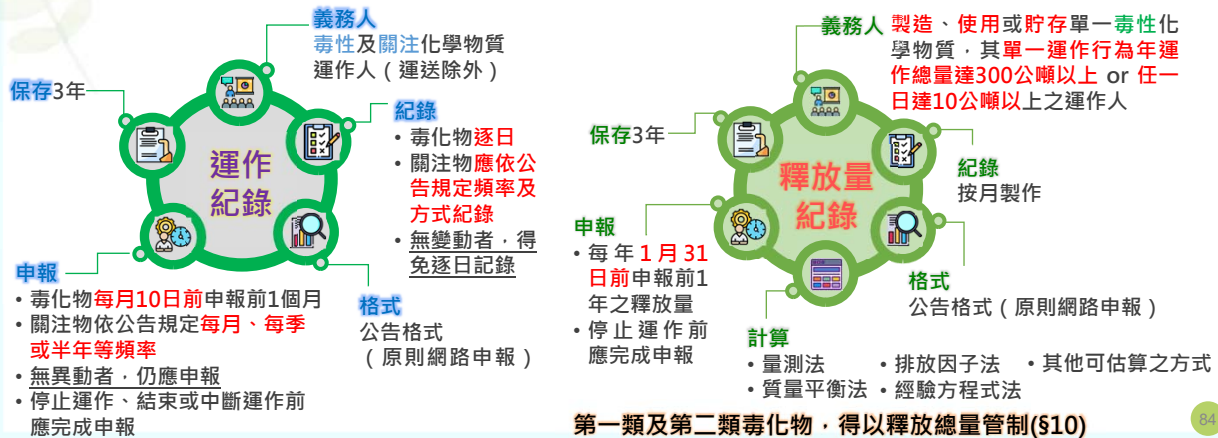 義務人
毒性及關注化學物質
運作人（運送除外）
保存3年
紀錄
• 毒化物逐日
• 關注物應依公
告規定頻率及
方式紀錄
• 無變動者，得
免逐日記錄
運作
紀錄
申報
• 毒化物每月10日前申報前1個月
• 關注物依公告規定每月、每季
或半年等頻率
• 無異動者，仍應申報
• 停止運作、結束或中斷運作前
應完成申報
格式
公告格式
（原則網路申報）
義務人 製造、使用或貯存單一毒性化
學物質，其單一運作行為年運
作總量達300公噸以上 or 任一
日達10公噸以上之運作人
保存3年
紀錄
按月製作
釋放量
紀錄
申報
• 每年1月31
日前申報前1
年之釋放量
• 停止運作前
應完成申報
格式
公告格式（原則網路申報）
計算
• 量測法 • 排放因子法 • 其他可估算之方式
• 質量平衡法 • 經驗方程式法
第一類及第二類毒化物，得以釋放總量管制(§10)
84